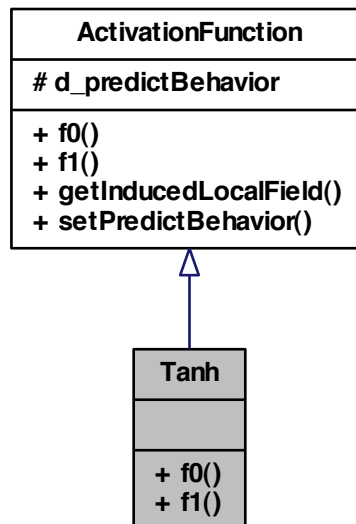 ActivationFunction
# d_predictBehavior
+ f0()
+ f1()
+ getInducedLocalField()
+ setPredictBehavior()
Tanh
+ f0()
+ f1()